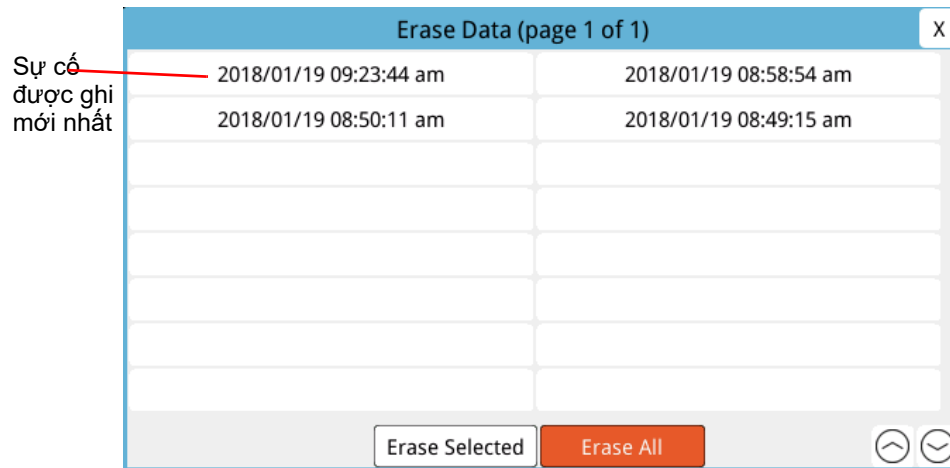 Erase Data (page 1 of 1)
X
Sự cố
được ghi
mới nhất
2018/01/19 09:23:44 am
2018/01/19 08:58:54 am
2018/01/19 08:50:11 am
2018/01/19 08:49:15 am
Erase Selected
Erase All